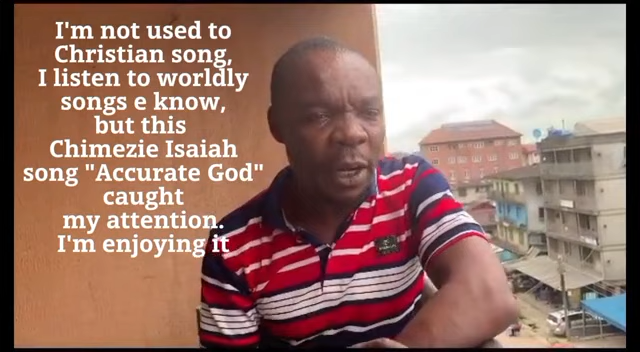 I'm not used to
Christian song,
I listen to worldly
songs e know,
but this
Chimezie Isaiah
song "Accurate God"
caught
my attention.
I'm enjoying it